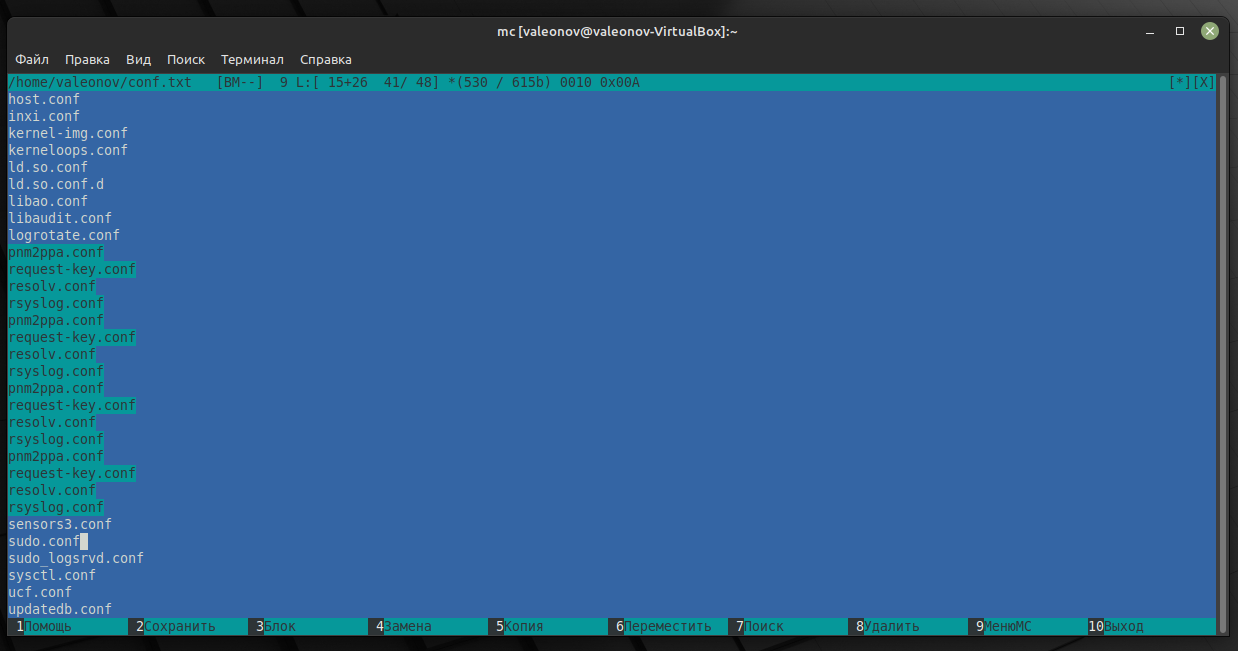 mc [valeonov@valeonov-VirtualBox]:~
Файл Правка Вид Поиск Терминал Справка
/home/valeonov/conf.txt [BM--] 9 L:[ 15+26 41/ 48] *(530 / 615b) 0010 0x00A [*][X]
host.conf
inxi.conf
kernel-img.conf
kerneloops.conf
ld.so.conf
ld.so.conf.d
libao.conf
libaudit.conf
logrotate.conf
pnm2ppa.conf
request-key.conf
resolv.conf
rsyslog.conf
pnm2ppa.conf
request-key.conf
resolv.conf
rsyslog.conf
pnm2ppa.conf
request-key.conf
resolv.conf
rsyslog.conf
pnm2ppa.conf
request-key.conf
resolv.conf
rsyslog.conf
sensors3.conf
sudo.conf
sudo_logsrvd.conf
sysctl.conf
ucf.conf
updatedb.conf
1Помощь 2Сохранить 3Блок 4Замена 5Копия 6Переместить 7Поиск 8Удалить 9МенюМС 10Выход